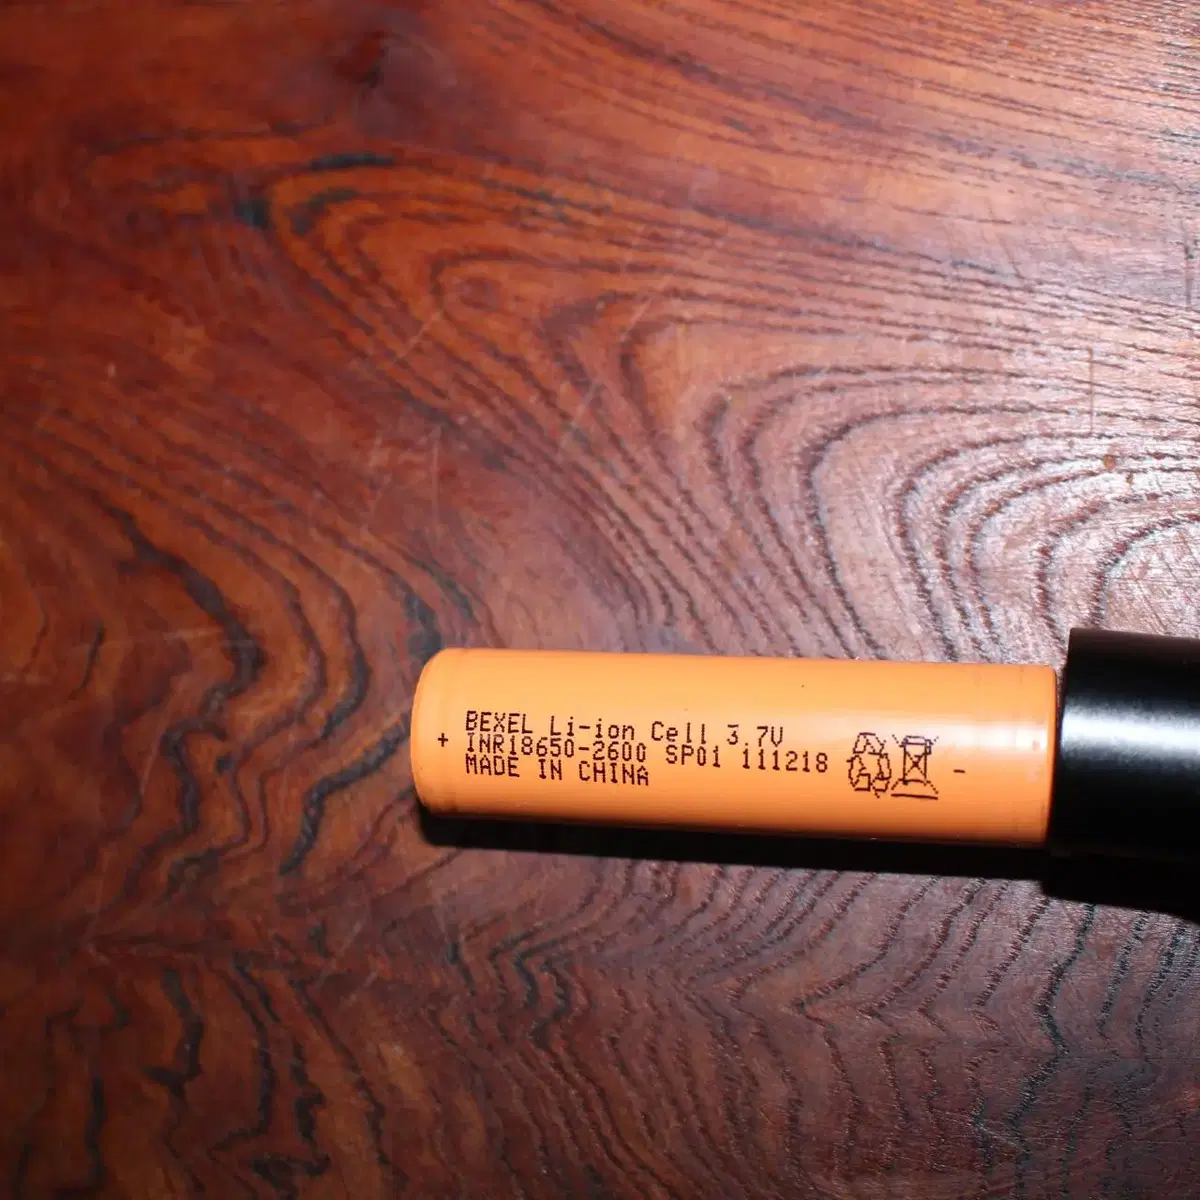 BEXEL Li-ion Cell 3.7V
+ INR18650-2600 SP01 111218 -
MADE IN CHINA